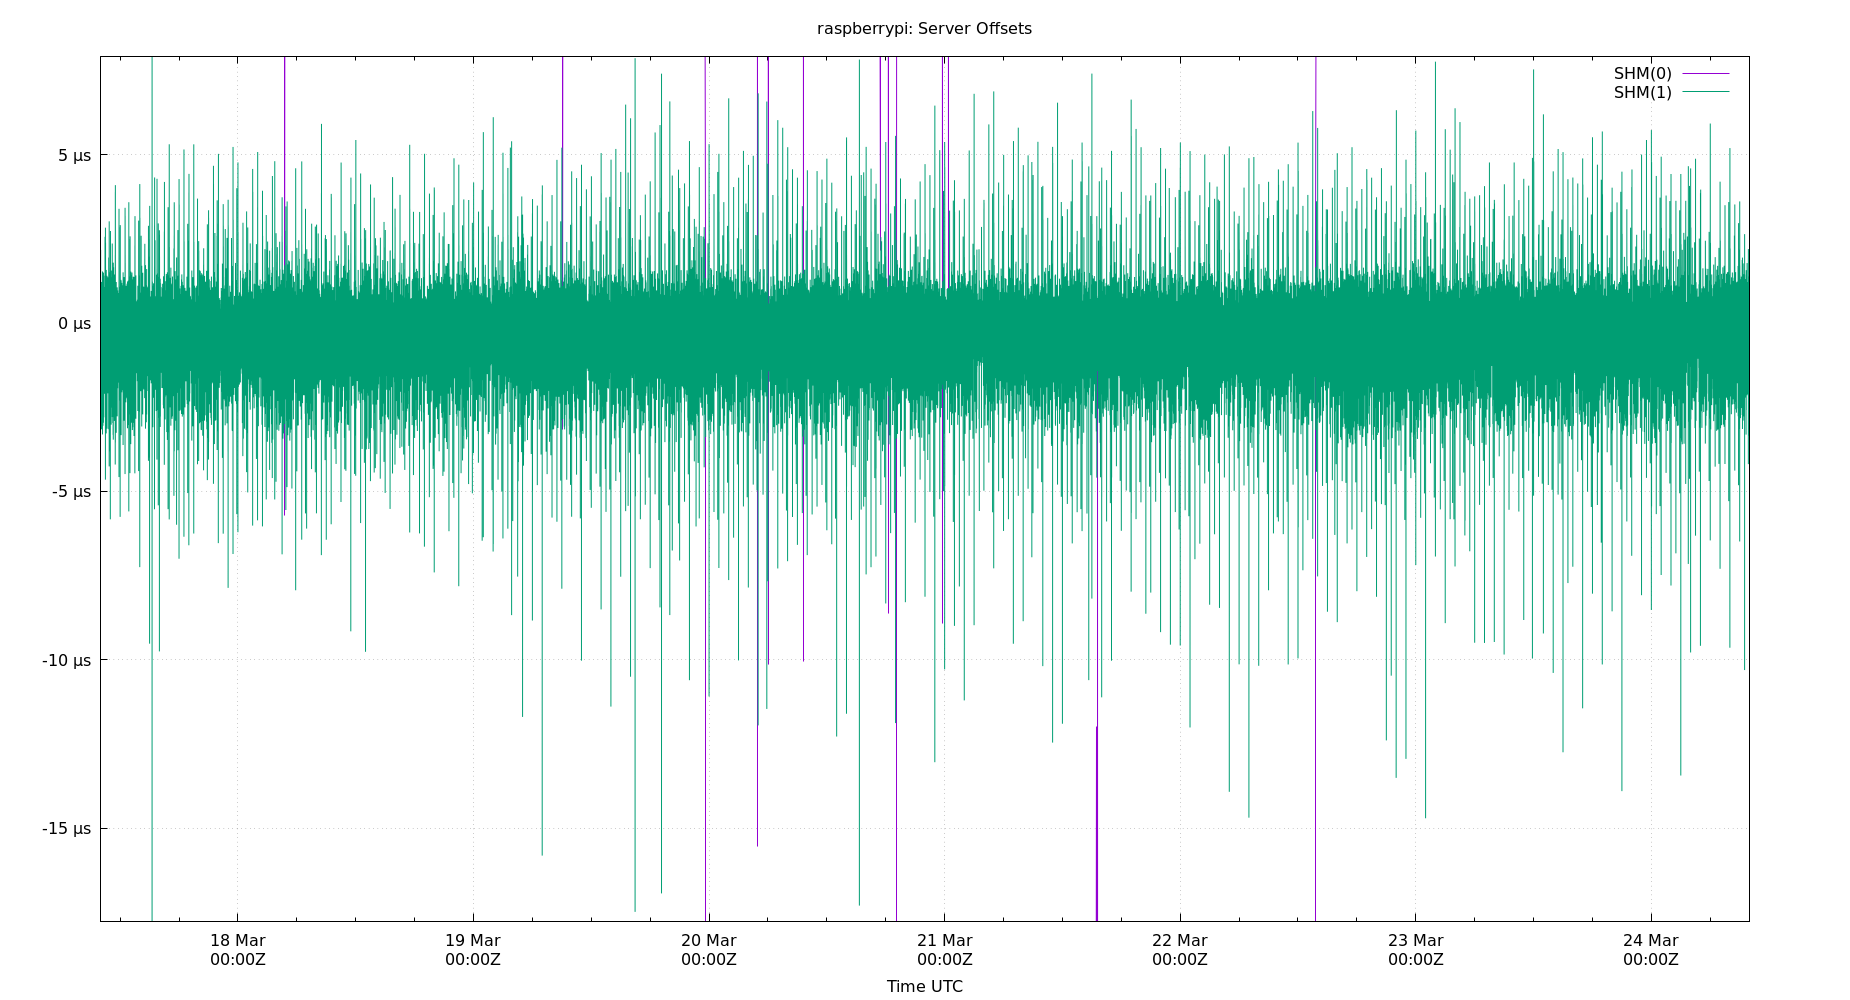 raspberrypi: Server Offsets
SHM(0)
SHM(1)
5 µs
0 µs
-5 µs
-10 µs
-15 µs
18 Mar 19 Mar 20 Mar 21 Mar 22 Mar 23 Mar 24 Mar
00:00Z 00:00Z 00:00Z 00:00Z 00:00Z 00:00Z 00:00Z
Time UTC